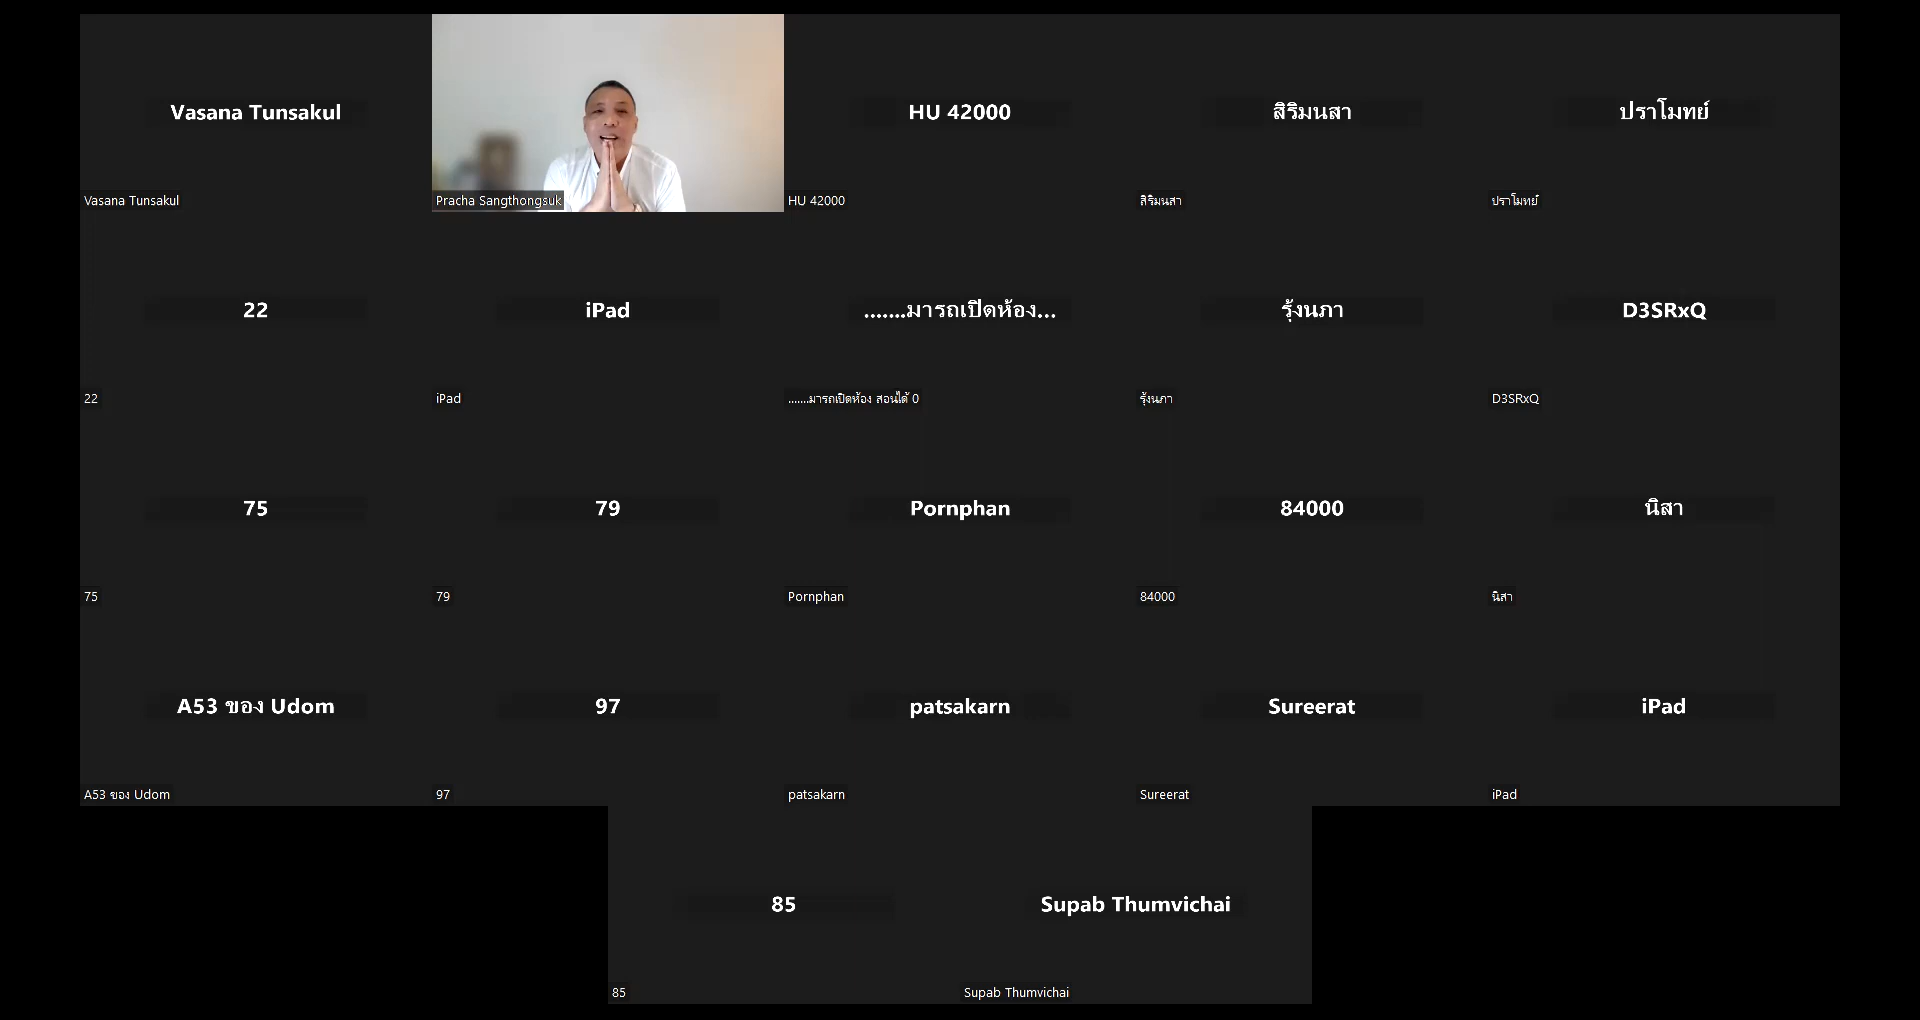 Vasana Tunsakul
HU 42000
สิริมนสา
ปราโมทย์
Vasana Tunsakul
Pracha Sangthongsuk
HU 42000
สิริมนสา
ปราโมทย์
22
iPad
.......มารถเปิดห้อง...
รุ้งนภา
D3SRxQ
22
iPad
.......มารถเปิดห้อง สอนได้ 0
รุ้งนภา
D3SRxQ
75
79
Pornphan
84000
นิสา
75
79
Pornphan
84000
นิสา
A53 ของ Udom
97
patsakarn
Sureerat
iPad
A53 ของ Udom
97
patsakarn
Sureerat
iPad
85
Supab Thumvichai
85
Supab Thumvichai